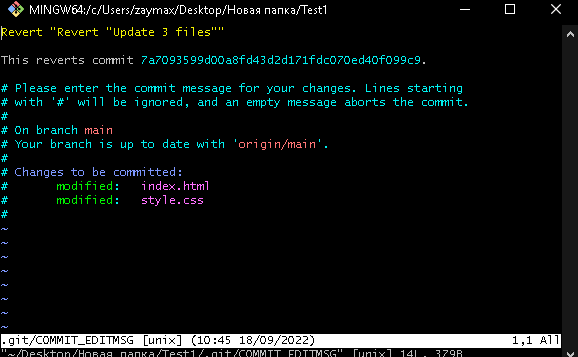 MINGW64:/c/Users/zaymax/Desktop/Новая папка/Test1
Revert "Revert "Update 3 files""
This reverts commit 7a7093599d00a8fd43d2d171fdc070ed40f099c9.
# Please enter the commit message for your changes. Lines starting
# with '#' will be ignored, and an empty message aborts the commit.
#
# On branch main
# Your branch is up to date with 'origin/main'.
#
# Changes to be committed:
#       modified:   index.html
#       modified:   style.css
#
~
~
~
~
~
~
~
~
.git/COMMIT_EDITMSG [unix] (10:45 18/09/2022) 1,1 All
"~/Desktop/Новая папка/Test1/.git/COMMIT_EDITMSG" [unix] 14L, 379B